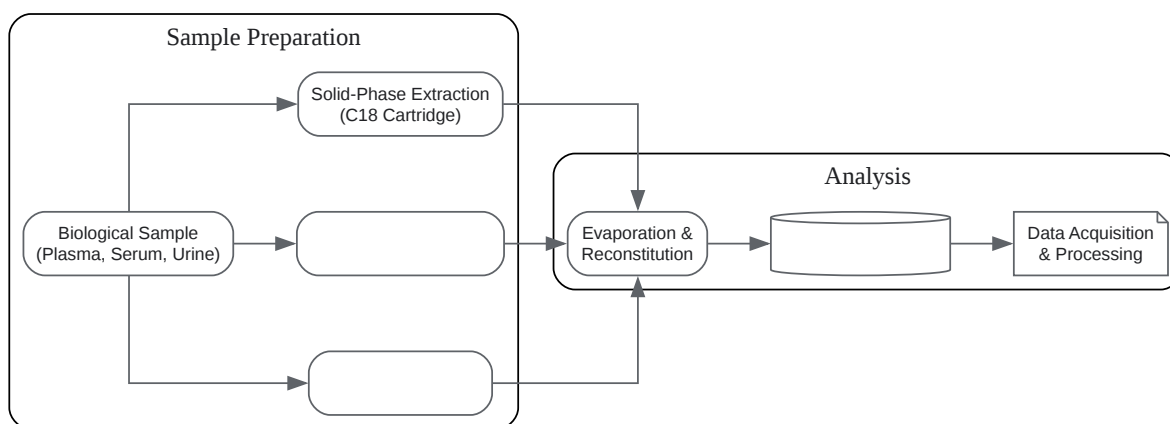 Sample Preparation
Solid-Phase Extraction
(C18 Cartridge)
Analysis
Biological Sample
(Plasma, Serum, Urine)
Evaporation &
Reconstitution
Data Acquisition
& Processing